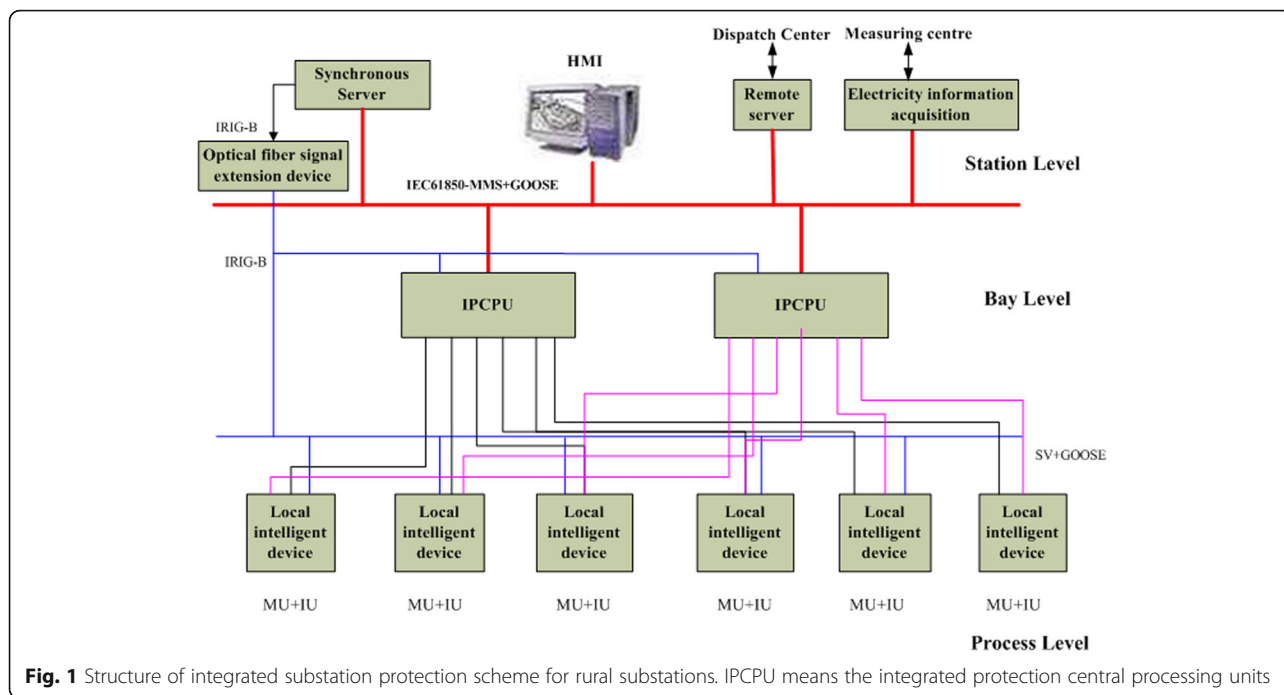 Dispatch Center
Measuring centre
HMI
Synchronous
Server
Remote
server
Electricity information
acquisition
IRIG-B
Optical fiber signal
extension device
Station Level
IEC61850-MMS+GOOSE
IRIG-B
IPCPU
IPCPU
Bay Level
SV+GOOSE
Local
intelligent
device
Local
intelligent
device
Local
intelligent
device
Local
intelligent
device
Local
intelligent
device
Local
intelligent
device
MU+IU
MU+IU
MU+IU
MU+IU
MU+IU
MU+IU
Process Level
Fig. 1 Structure of integrated substation protection scheme for rural substations. IPCPU means the integrated protection central processing units